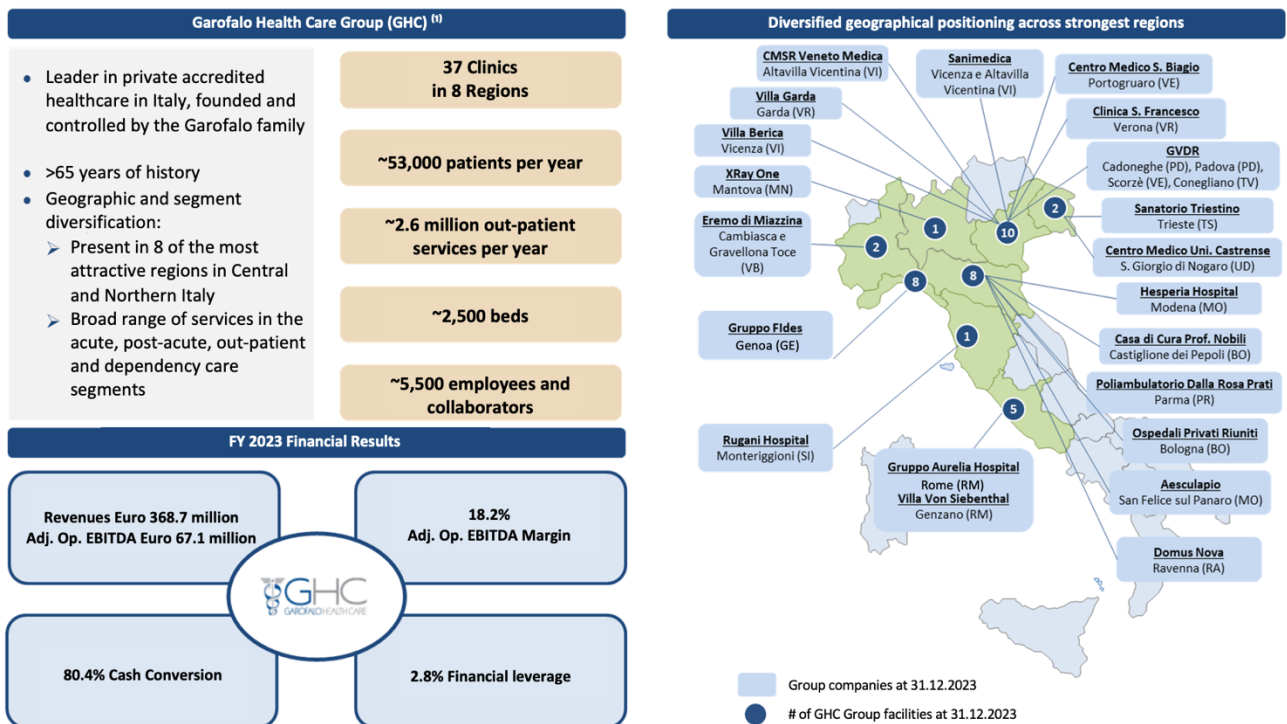 Garofalo Health Care Group (GHC) (1)
• Leader in private accredited
healthcare in Italy, founded and
controlled by the Garofalo family
• >65 years of history
• Geographic and segment
diversification:
➢ Present in 8 of the most
attractive regions in Central
and Northern Italy
➢ Broad range of services in the
acute, post-acute, out-patient
and dependency care
segments
37 Clinics
in 8 Regions
~53,000 patients per year
~2.6 million out-patient
services per year
~2,500 beds
~5,500 employees and
collaborators
FY 2023 Financial Results
Revenues Euro 368.7 million
Adj. Op. EBITDA Euro 67.1 million
18.2%
Adj. Op. EBITDA Margin
GHC
GAROFALO HEALTH CARE
80.4% Cash Conversion
2.8% Financial leverage
Diversified geographical positioning across strongest regions
CMSR Veneto Medica
Altavilla Vicentina (VI)
Sanimedica
Vicenza e Altavilla
Vicentina (VI)
Centro Medico S. Biagio
Portogruaro (VE)
Villa Garda
Garda (VR)
Clinica S. Francesco
Verona (VR)
Villa Berica
Vicenza (VI)
GVDR
Cadoneghe (PD), Padova (PD),
Scorzè (VE), Conegliano (TV)
XRay One
Mantova (MN)
Sanatorio Triestino
Trieste (TS)
Eremo di Miazzina
Cambiasca e
Gravellona Toce
(VB)
Centro Medico Uni. Castrense
S. Giorgio di Nogaro (UD)
Hesperia Hospital
Modena (MO)
Gruppo FIdes
Genoa (GE)
Casa di Cura Prof. Nobili
Castiglione dei Pepoli (BO)
Poliambulatorio Dalla Rosa Prati
Parma (PR)
Rugani Hospital
Monteriggioni (SI)
Ospedali Privati Riuniti
Bologna (BO)
Gruppo Aurelia Hospital
Rome (RM)
Villa Von Siebenthal
Genzano (RM)
Aesculapio
San Felice sul Panaro (MO)
Domus Nova
Ravenna (RA)
2
1
10
2
8
8
1
5
Group companies at 31.12.2023
# of GHC Group facilities at 31.12.2023